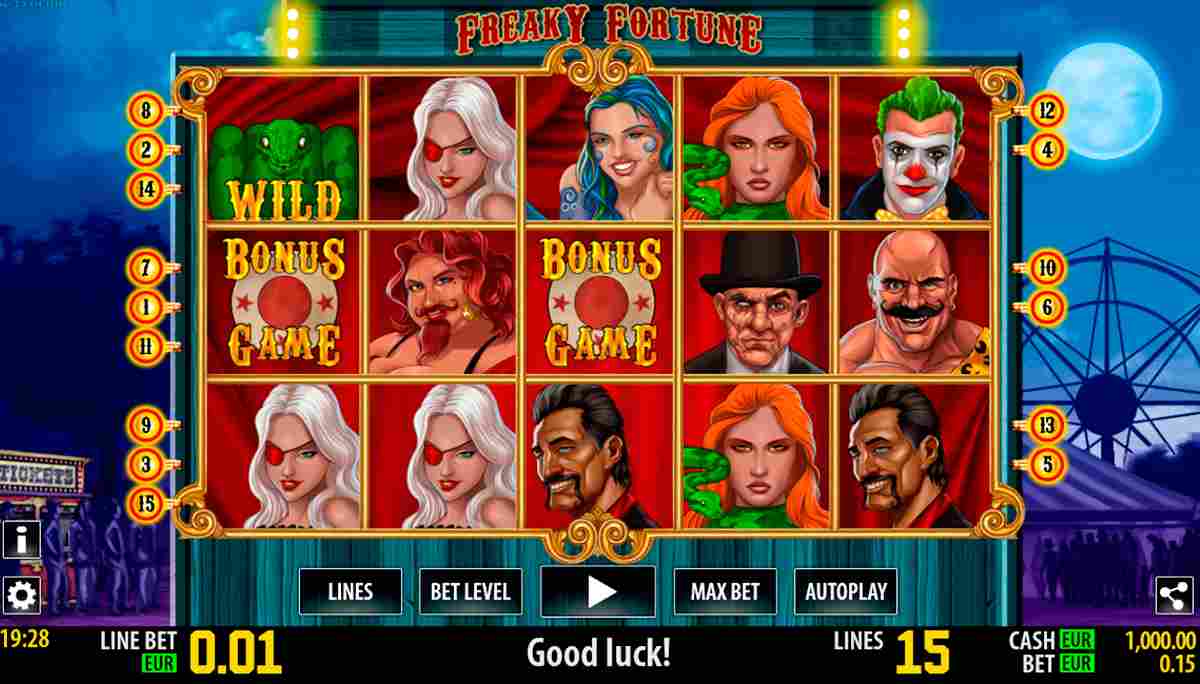 FREAKY FORTUNE
8
12
2
4
14
WILD
BONUS
GAME
BONUS
GAME
7
10
1
6
11
9
13
TICKETS
3
5
15
i
LINES
BET LEVEL
MAX BET
AUTOPLAY
19:28
LINE BET
EUR
0.01
Good luck!
LINES
15
CASH EUR 1,000.00
BET EUR 0.15